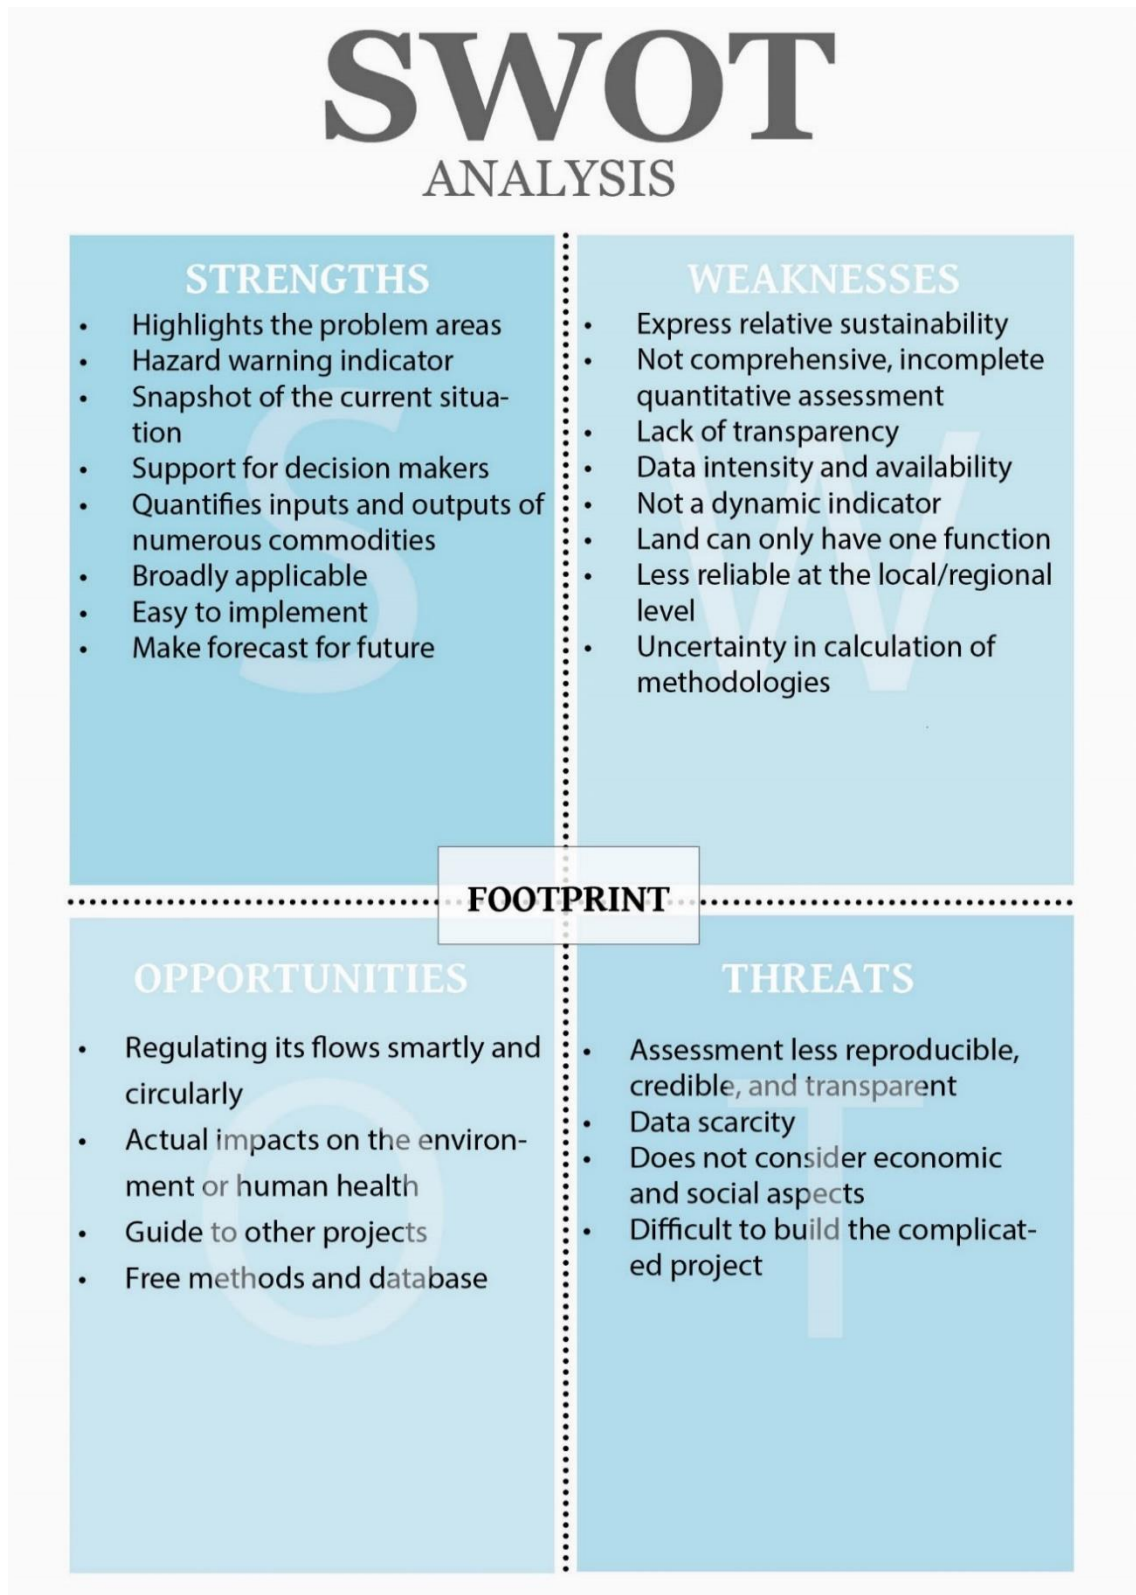 SWOT
ANALYSIS
STRENGTHS
• Highlights the problem areas
• Hazard warning indicator
• Snapshot of the current situa-
tion
• Support for decision makers
• Quantifies inputs and outputs of
numerous commodities
• Broadly applicable
• Easy to implement
• Make forecast for future
S
WEAKNESSES
• Express relative sustainability
• Not comprehensive, incomplete
quantitative assessment
• Lack of transparency
• Data intensity and availability
• Not a dynamic indicator
• Land can only have one function
• Less reliable at the local/regional
level
• Uncertainty in calculation of
methodologies
W
FOOTPRINT
OPPORTUNITIES
• Regulating its flows smartly and
circularly
• Actual impacts on the environ-
ment or human health
• Guide to other projects
• Free methods and database
O
THREATS
• Assessment less reproducible,
credible, and transparent
• Data scarcity
• Does not consider economic
and social aspects
• Difficult to build the complicat-
ed project
T